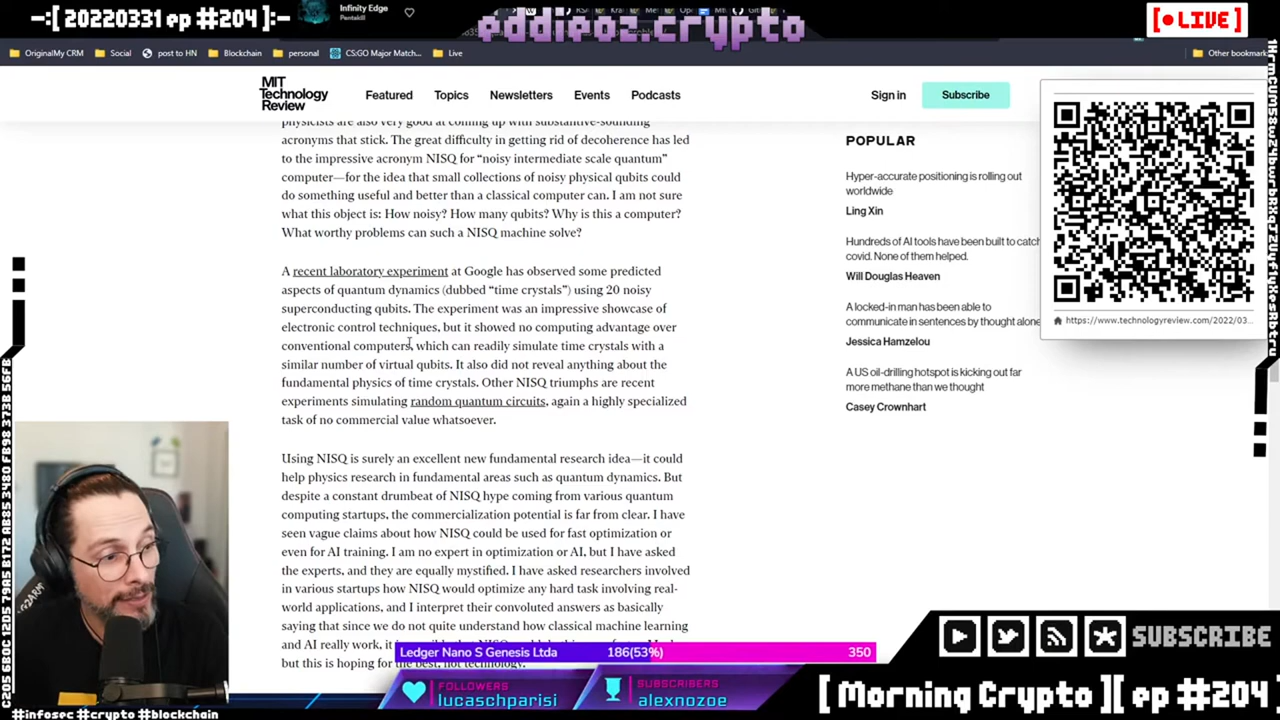 -:[ 20220331 ep #204 ]:-
Infinity Edge
Pentakill
eddieoz.crypto
[● LIVE ]
OriginalMy CRM
Social
post to HN
Blockchain
personal
CS:GO Major Match...
Live
Other bookmark
MIT
Technology
Review
Featured
Topics
Newsletters
Events
Podcasts
Sign in
Subscribe
physicists are also very good at coming up with substantive-sounding
acronyms that stick. The great difficulty in getting rid of decoherence has led
to the impressive acronym NISQ for “noisy intermediate scale quantum”
computer—for the idea that small collections of noisy physical qubits could
do something useful and better than a classical computer can. I am not sure
what this object is: How noisy? How many qubits? Why is this a computer?
What worthy problems can such a NISQ machine solve?
A recent laboratory experiment at Google has observed some predicted
aspects of quantum dynamics (dubbed “time crystals”) using 20 noisy
superconducting qubits. The experiment was an impressive showcase of
electronic control techniques, but it showed no computing advantage over
conventional computers, which can readily simulate time crystals with a
similar number of virtual qubits. It also did not reveal anything about the
fundamental physics of time crystals. Other NISQ triumphs are recent
experiments simulating random quantum circuits, again a highly specialized
task of no commercial value whatsoever.
Using NISQ is surely an excellent new fundamental research idea—it could
help physics research in fundamental areas such as quantum dynamics. But
despite a constant drumbeat of NISQ hype coming from various quantum
computing startups, the commercialization potential is far from clear. I have
seen vague claims about how NISQ could be used for fast optimization or
even for AI training. I am no expert in optimization or AI, but I have asked
the experts, and they are equally mystified. I have asked researchers involved
in various startups how NISQ would optimize any hard task involving real-
world applications, and I interpret their convoluted answers as basically
saying that since we do not quite understand how classical machine learning
and AI really work, it
but this is hoping for the best, not technology.
POPULAR
Hyper-accurate positioning is rolling out
worldwide
Ling Xin
Hundreds of AI tools have been built to catch
covid. None of them helped.
Will Douglas Heaven
A locked-in man has been able to
communicate in sentences by thought alone
Jessica Hamzelou
A US oil-drilling hotspot is kicking out far
more methane than we thought
Casey Crownhart
https://www.technologyreview.com/2022/03...
Ledger Nano S Genesis Ltda
186(53%)
350
FOLLOWERS
lucaschparisi
SUBSCRIBERS
alexnozoe
SUBSCRIBE
[ Morning Crypto ][ ep #204 ]
#infosec #crypto #blockchain
C2D5 5B0C 12D5 79A5 B172 AB35 3480 FB98 373B 56FB